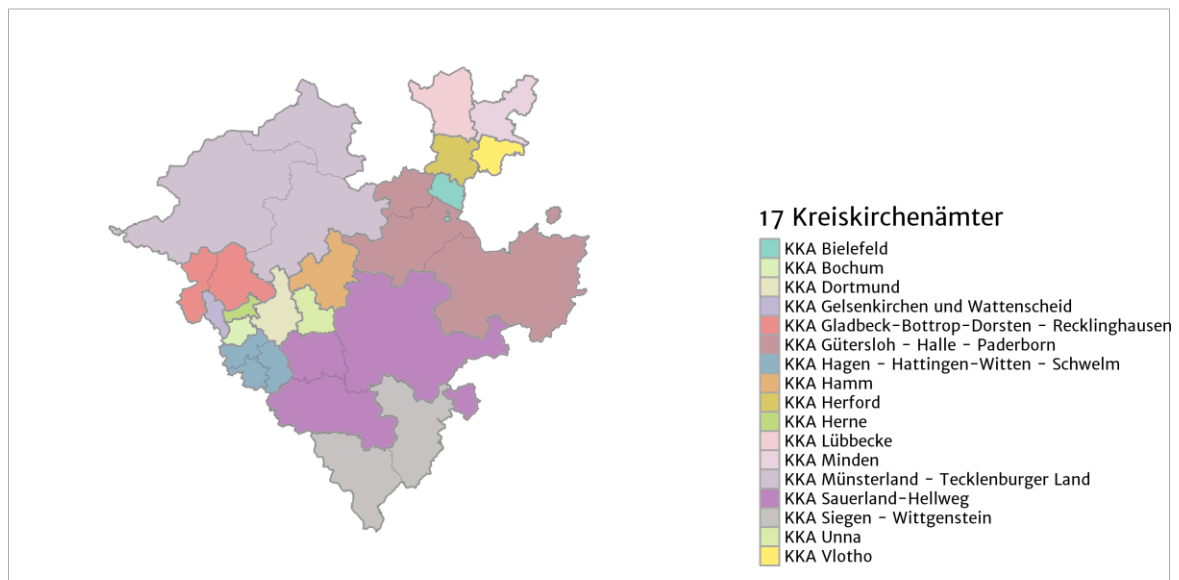 17 Kreiskirchenämter
KKA Bielefeld
KKA Bochum
KKA Dortmund
KKA Gelsenkirchen und Wattenscheid
KKA Gladbeck-Bottrop-Dorsten - Recklinghausen
KKA Gütersloh - Halle - Paderborn
KKA Hagen - Hattingen-Witten - Schwelm
KKA Hamm
KKA Herford
KKA Herne
KKA Lübbecke
KKA Minden
KKA Münsterland - Tecklenburger Land
KKA Sauerland-Hellweg
KKA Siegen - Wittgenstein
KKA Unna
KKA Vlotho